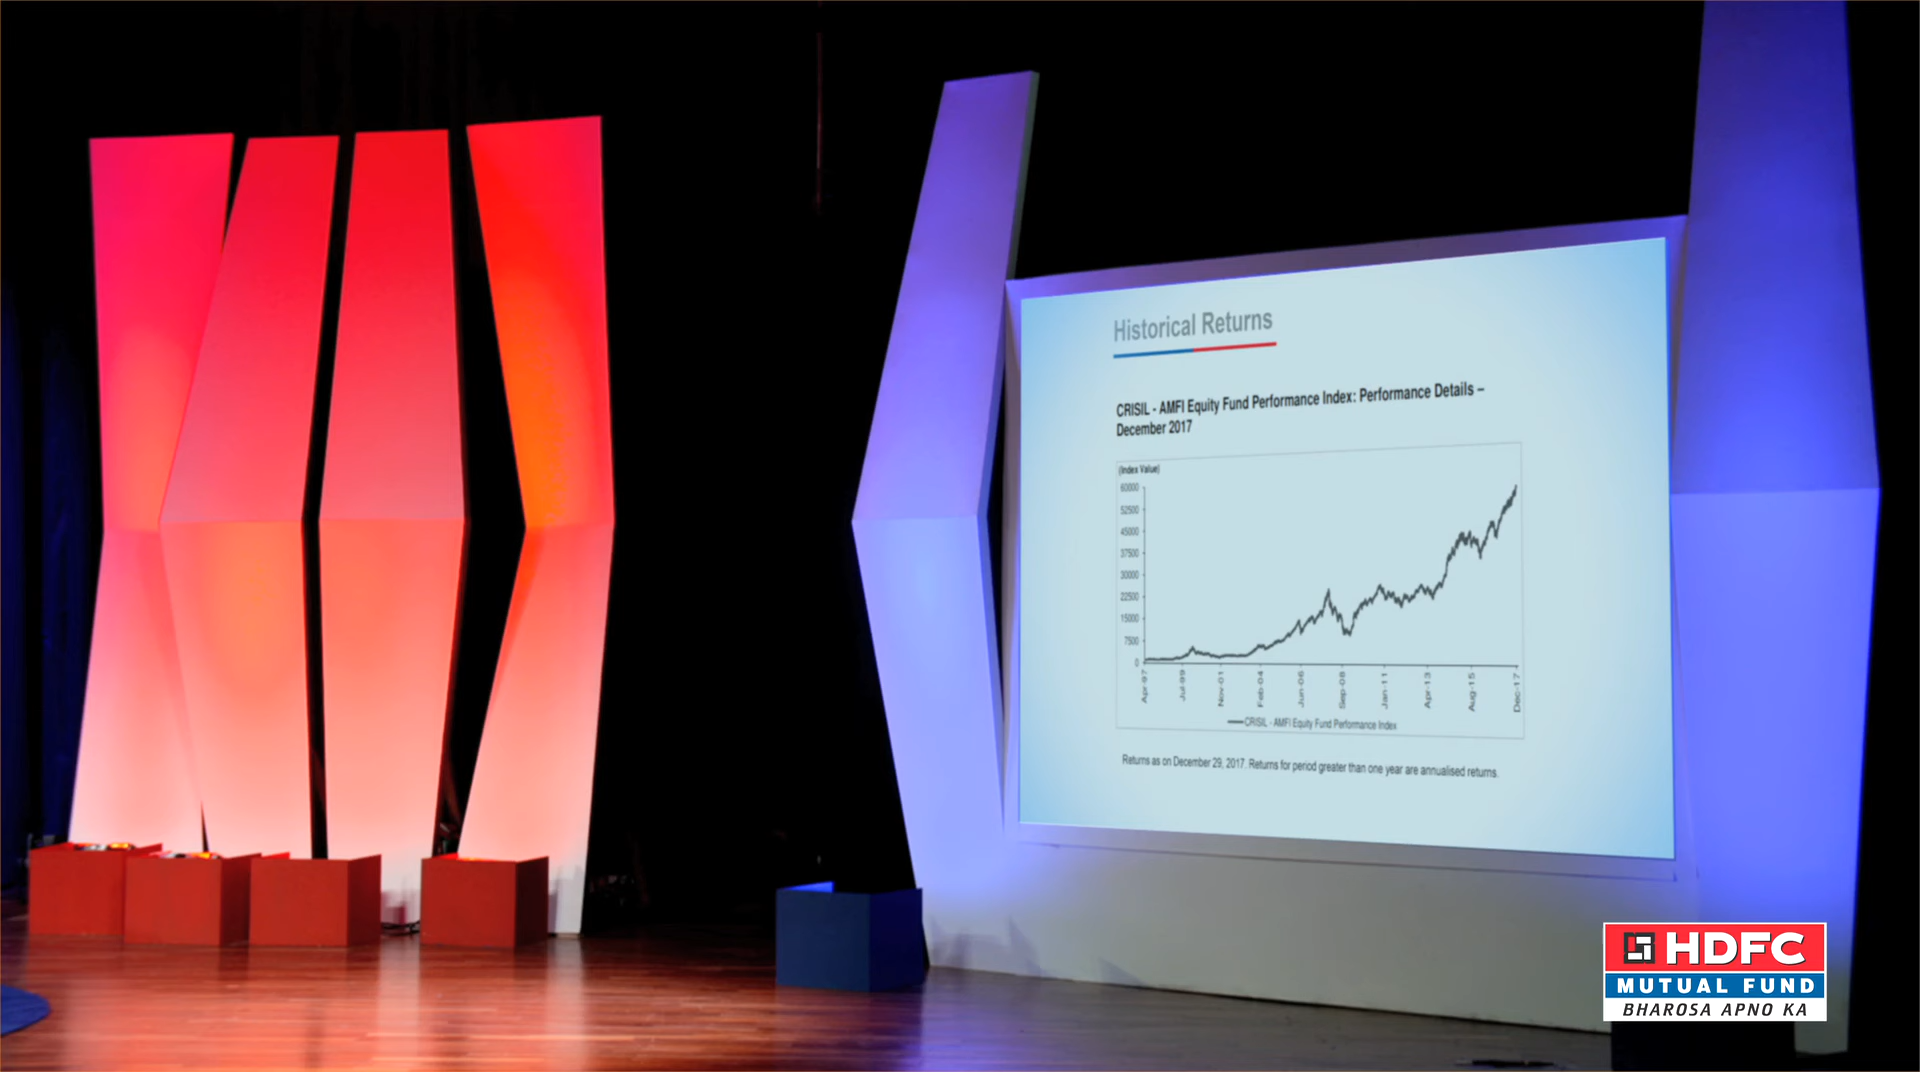 Historical Returns
CRISIL - AMFI Equity Fund Performance Index: Performance Details –
December 2017
(Index Value)
60000
52500
45000
37500
30000
22500
15000
7500
0
Apr-97
Jul-99
Nov-01
Feb-04
Jun-06
Sep-08
Jan-11
Apr-13
Aug-15
Dec-17
CRISIL - AMFI Equity Fund Performance Index
Returns as on December 29, 2017. Returns for period greater than one year are annualised returns.
HDFC
MUTUAL FUND
BHAROSA APNO KA